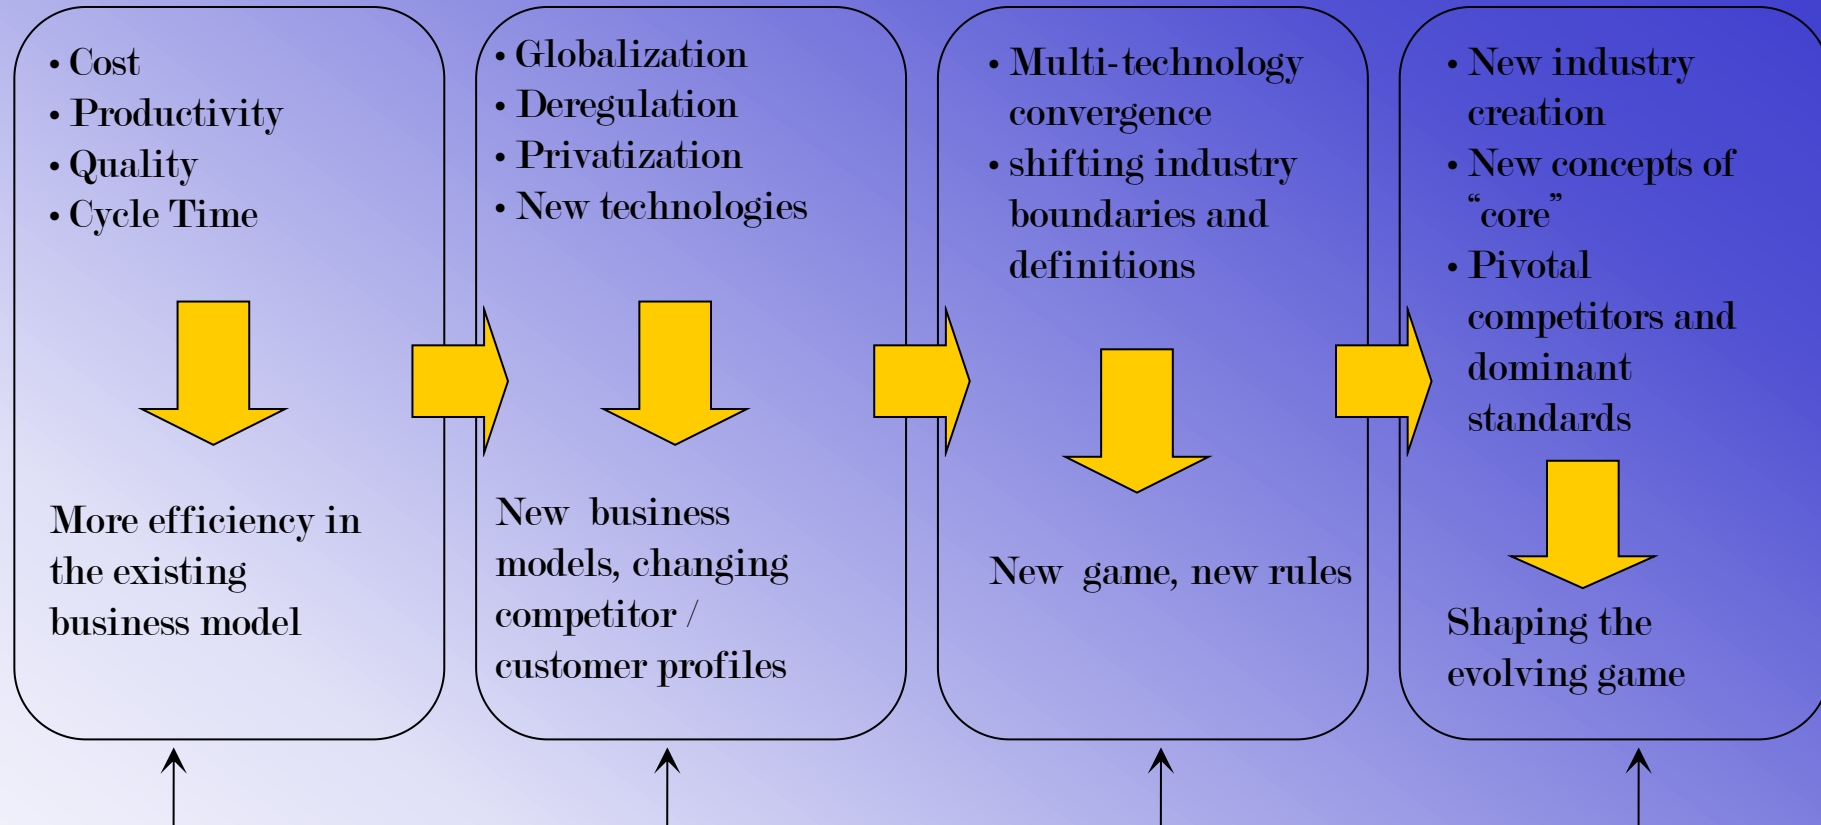 • Cost
• Productivity
• Quality
• Cycle Time
More efficiency in
the existing
business model
• Globalization
• Deregulation
• Privatization
• New technologies
New business
models, changing
competitor /
customer profiles
• Multi-technology
convergence
• shifting industry
boundaries and
definitions
New game, new rules
• New industry
creation
• New concepts of
“core”
• Pivotal
competitors and
dominant
standards
Shaping the
evolving game